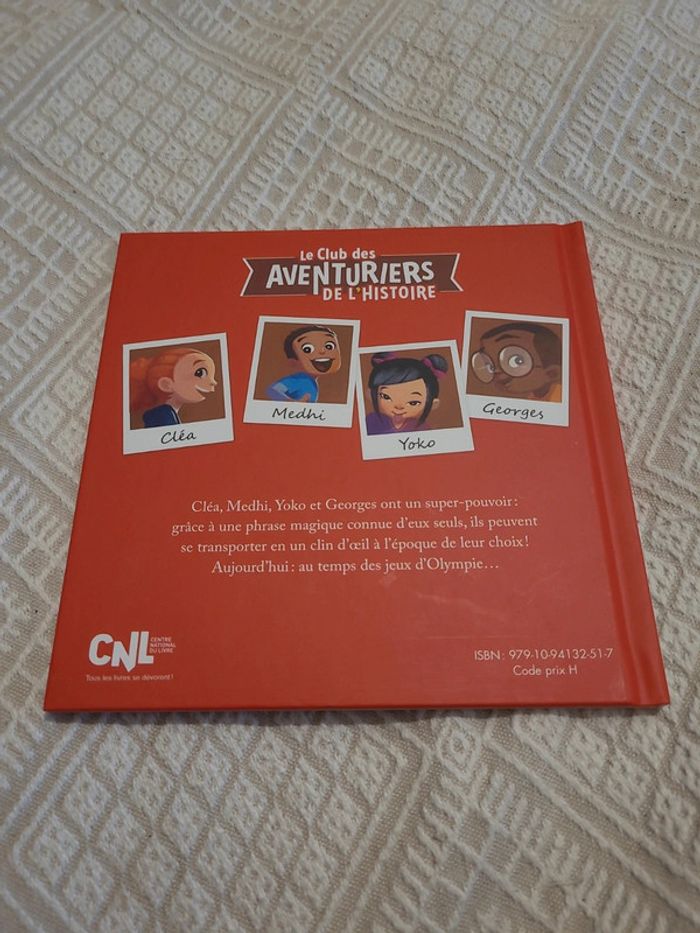 Le Club des
AVENTURIERS
DE L'HISTOIRE
Cléa
Medhi
Yoko
Georges
Cléa, Medhi, Yoko et Georges ont un super-pouvoir :
grâce à une phrase magique connue d'eux seuls, ils peuvent
se transporter en un clin d'œil à l'époque de leur choix !
Aujourd'hui : au temps des jeux d'Olympie…
CNL
CENTRE
NATIONAL
DU LIVRE
Tous les livres se dévorent !
ISBN : 979-10-94132-51-7
Code prix H